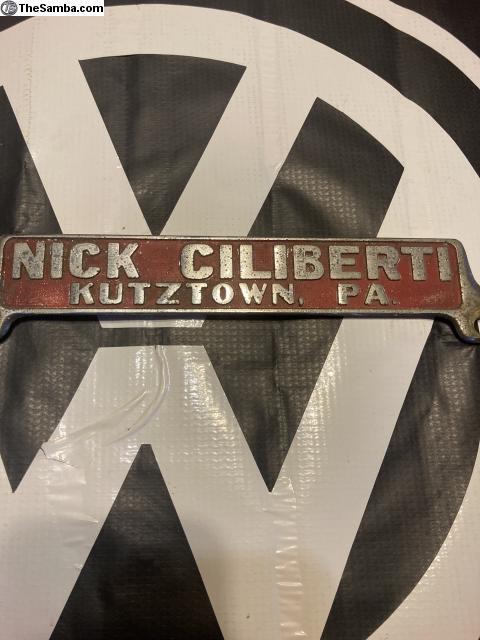 TheSamba.com
NICK CILIBERTI
KUTZTOWN, PA.